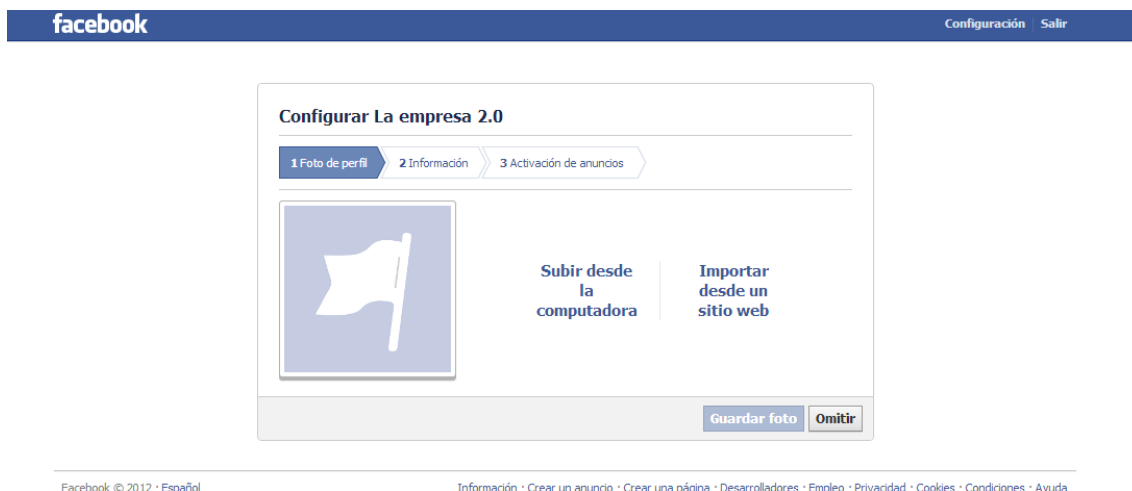 facebook
Configuración Salir
Configurar La empresa 2.0
1 Foto de perfil 2 Información 3 Activación de anuncios
Subir desde
la
computadora
Importar
desde un
sitio web
Guardar foto Omitir
Facebook © 2012 · Español
Información · Crear un anuncio · Crear una página · Desarrolladores · Empleo · Privacidad · Cookies · Condiciones · Ayuda